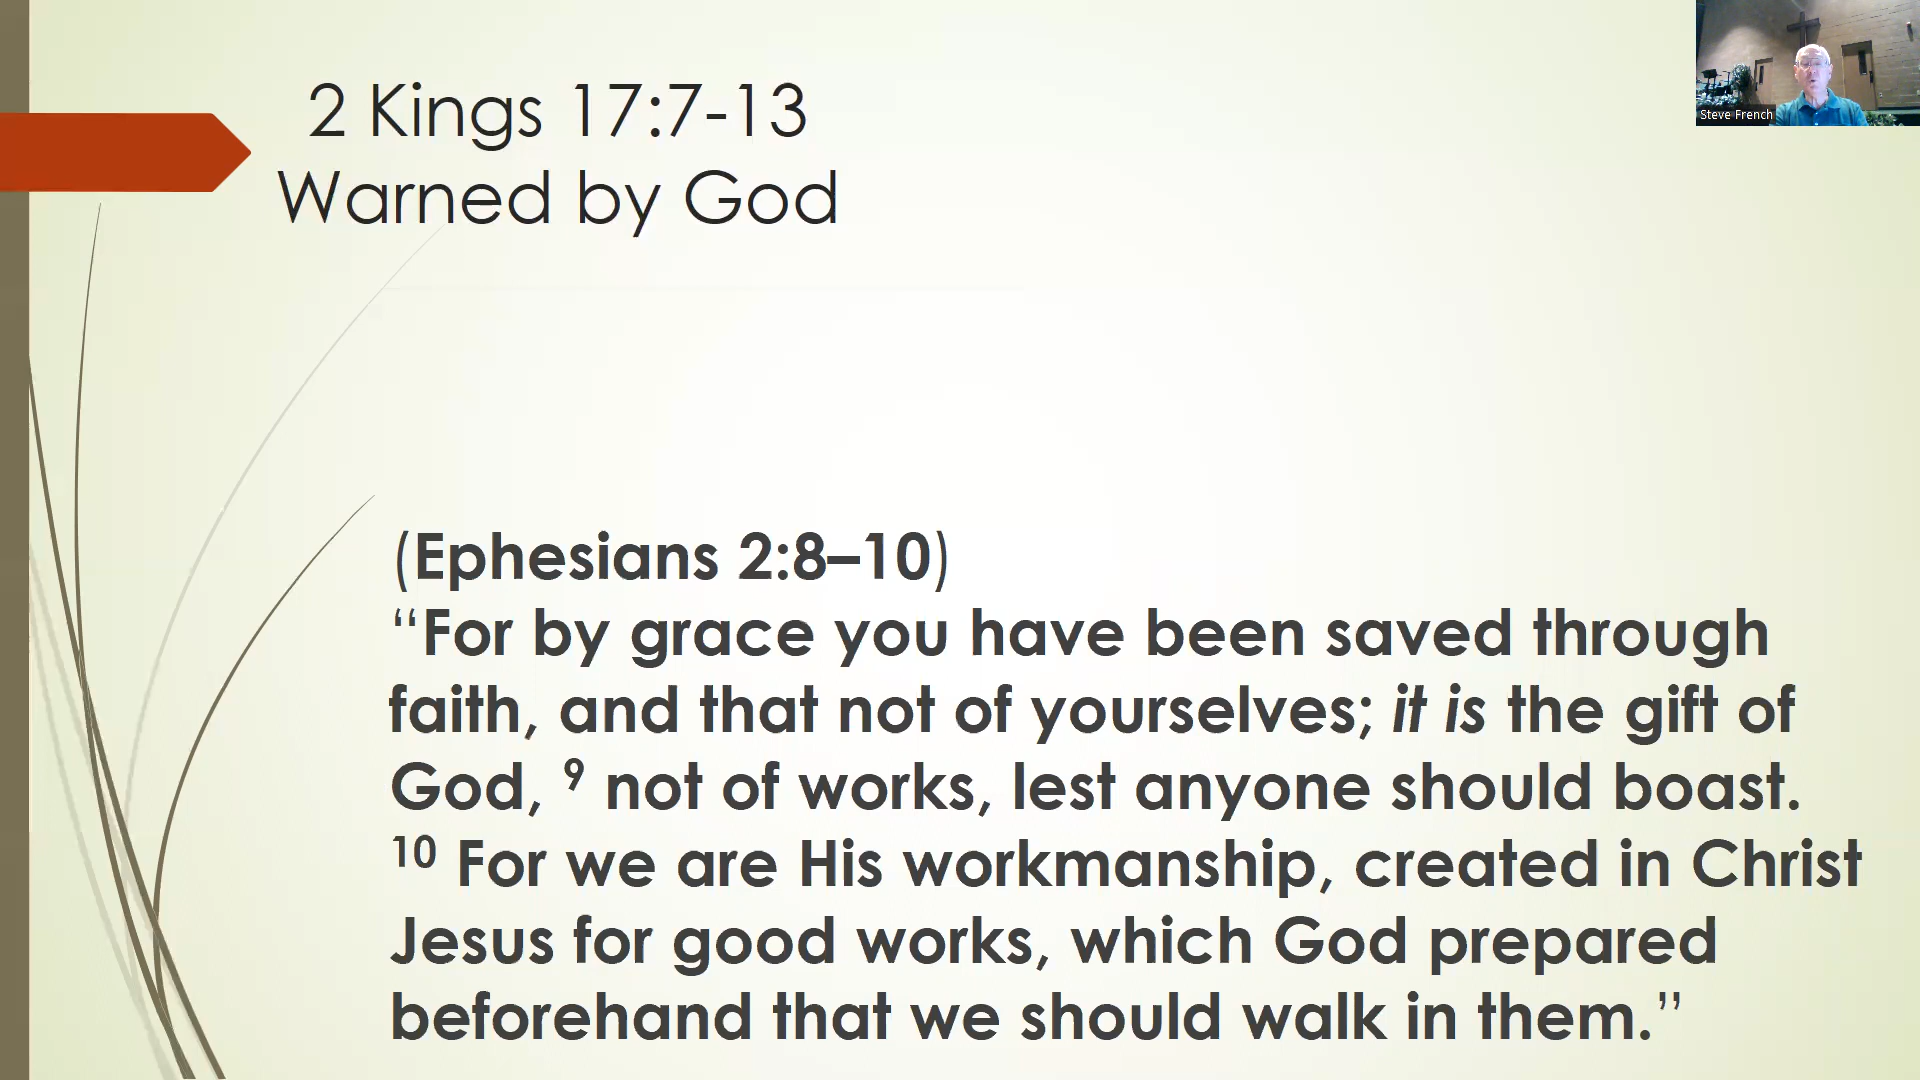 2 Kings 17:7-13
Warned by God
Steve French
(Ephesians 2:8–10)
“For by grace you have been saved through
faith, and that not of yourselves; it is the gift of
God, ⁹ not of works, lest anyone should boast.
¹⁰ For we are His workmanship, created in Christ
Jesus for good works, which God prepared
beforehand that we should walk in them.”